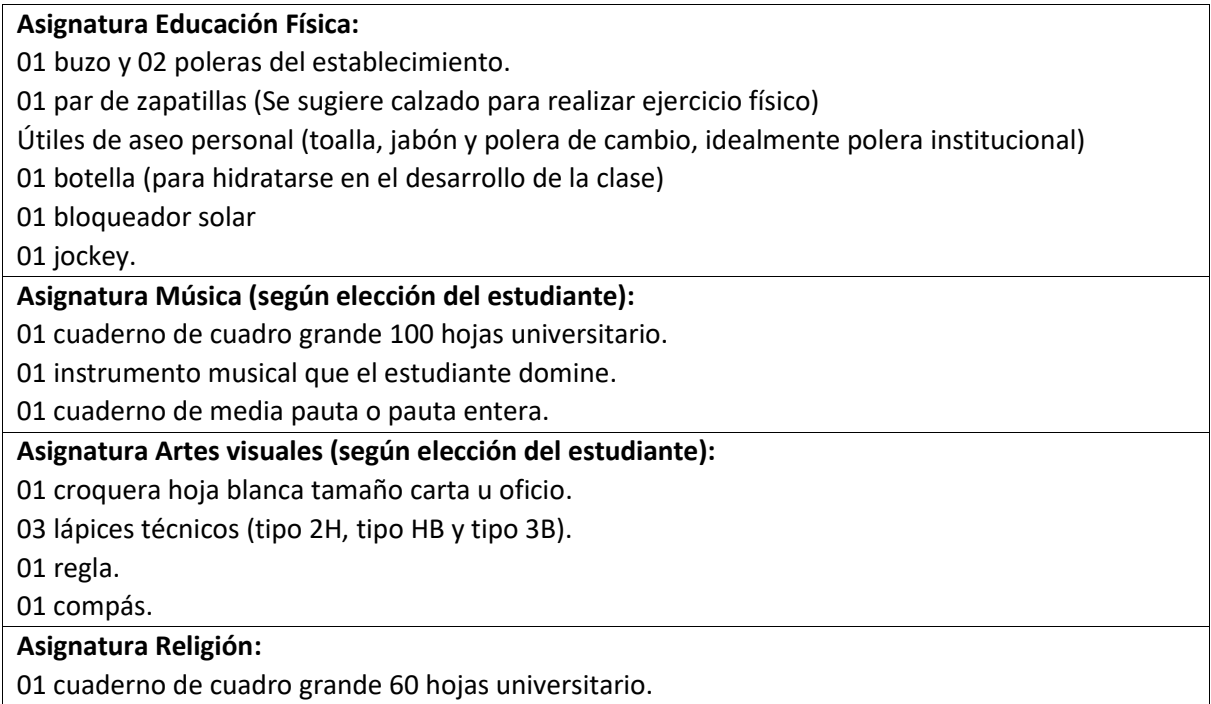 Asignatura Educación Física:
01 buzo y 02 poleras del establecimiento.
01 par de zapatillas (Se sugiere calzado para realizar ejercicio físico)
Útiles de aseo personal (toalla, jabón y polera de cambio, idealmente polera institucional)
01 botella (para hidratarse en el desarrollo de la clase)
01 bloqueador solar
01 jockey.
Asignatura Música (según elección del estudiante):
01 cuaderno de cuadro grande 100 hojas universitario.
01 instrumento musical que el estudiante domine.
01 cuaderno de media pauta o pauta entera.
Asignatura Artes visuales (según elección del estudiante):
01 croquera hoja blanca tamaño carta u oficio.
03 lápices técnicos (tipo 2H, tipo HB y tipo 3B).
01 regla.
01 compás.
Asignatura Religión:
01 cuaderno de cuadro grande 60 hojas universitario.